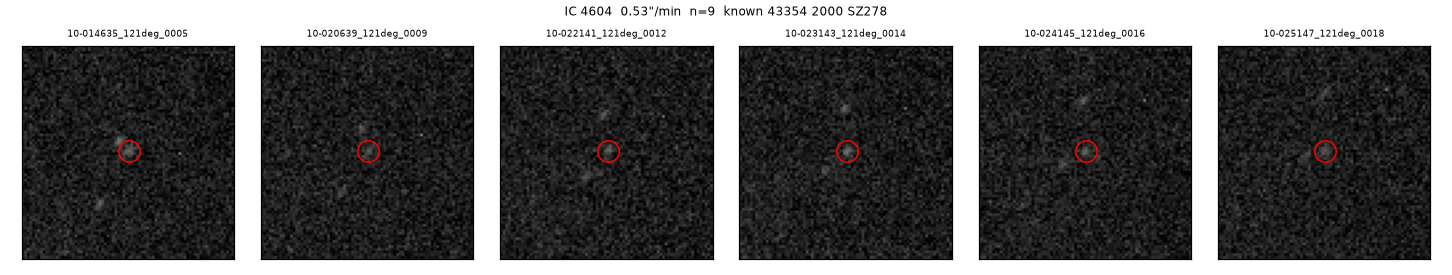 IC 4604  0.53"/min  n=9  known 43354 2000 SZ278
10-014635_121deg_0005
10-020639_121deg_0009
10-022141_121deg_0012
10-023143_121deg_0014
10-024145_121deg_0016
10-025147_121deg_0018